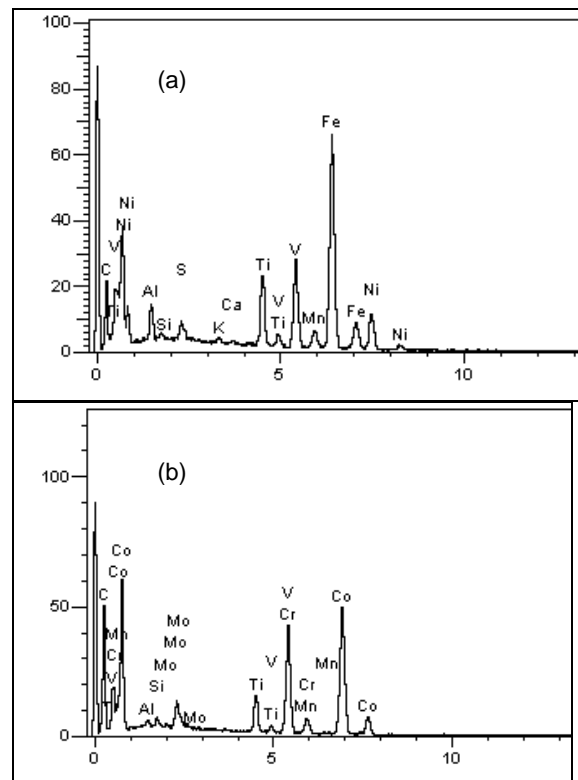 100
(a)
Fe
80
60
Ni
40
V Ni
S
C
Ti V
V
20
Al
Ca
V
Ni
Si
K
Ti
Mn
Fe
Ni
0
0 5 10
(b)
100
Co
Co
Mo
V
C
Mn
Mo
Cr
Co
50
C
Mo
V
Mn
V
Si
Cr
Al
Mo
Ti
Ti
Mn
Co
0
0 5 10